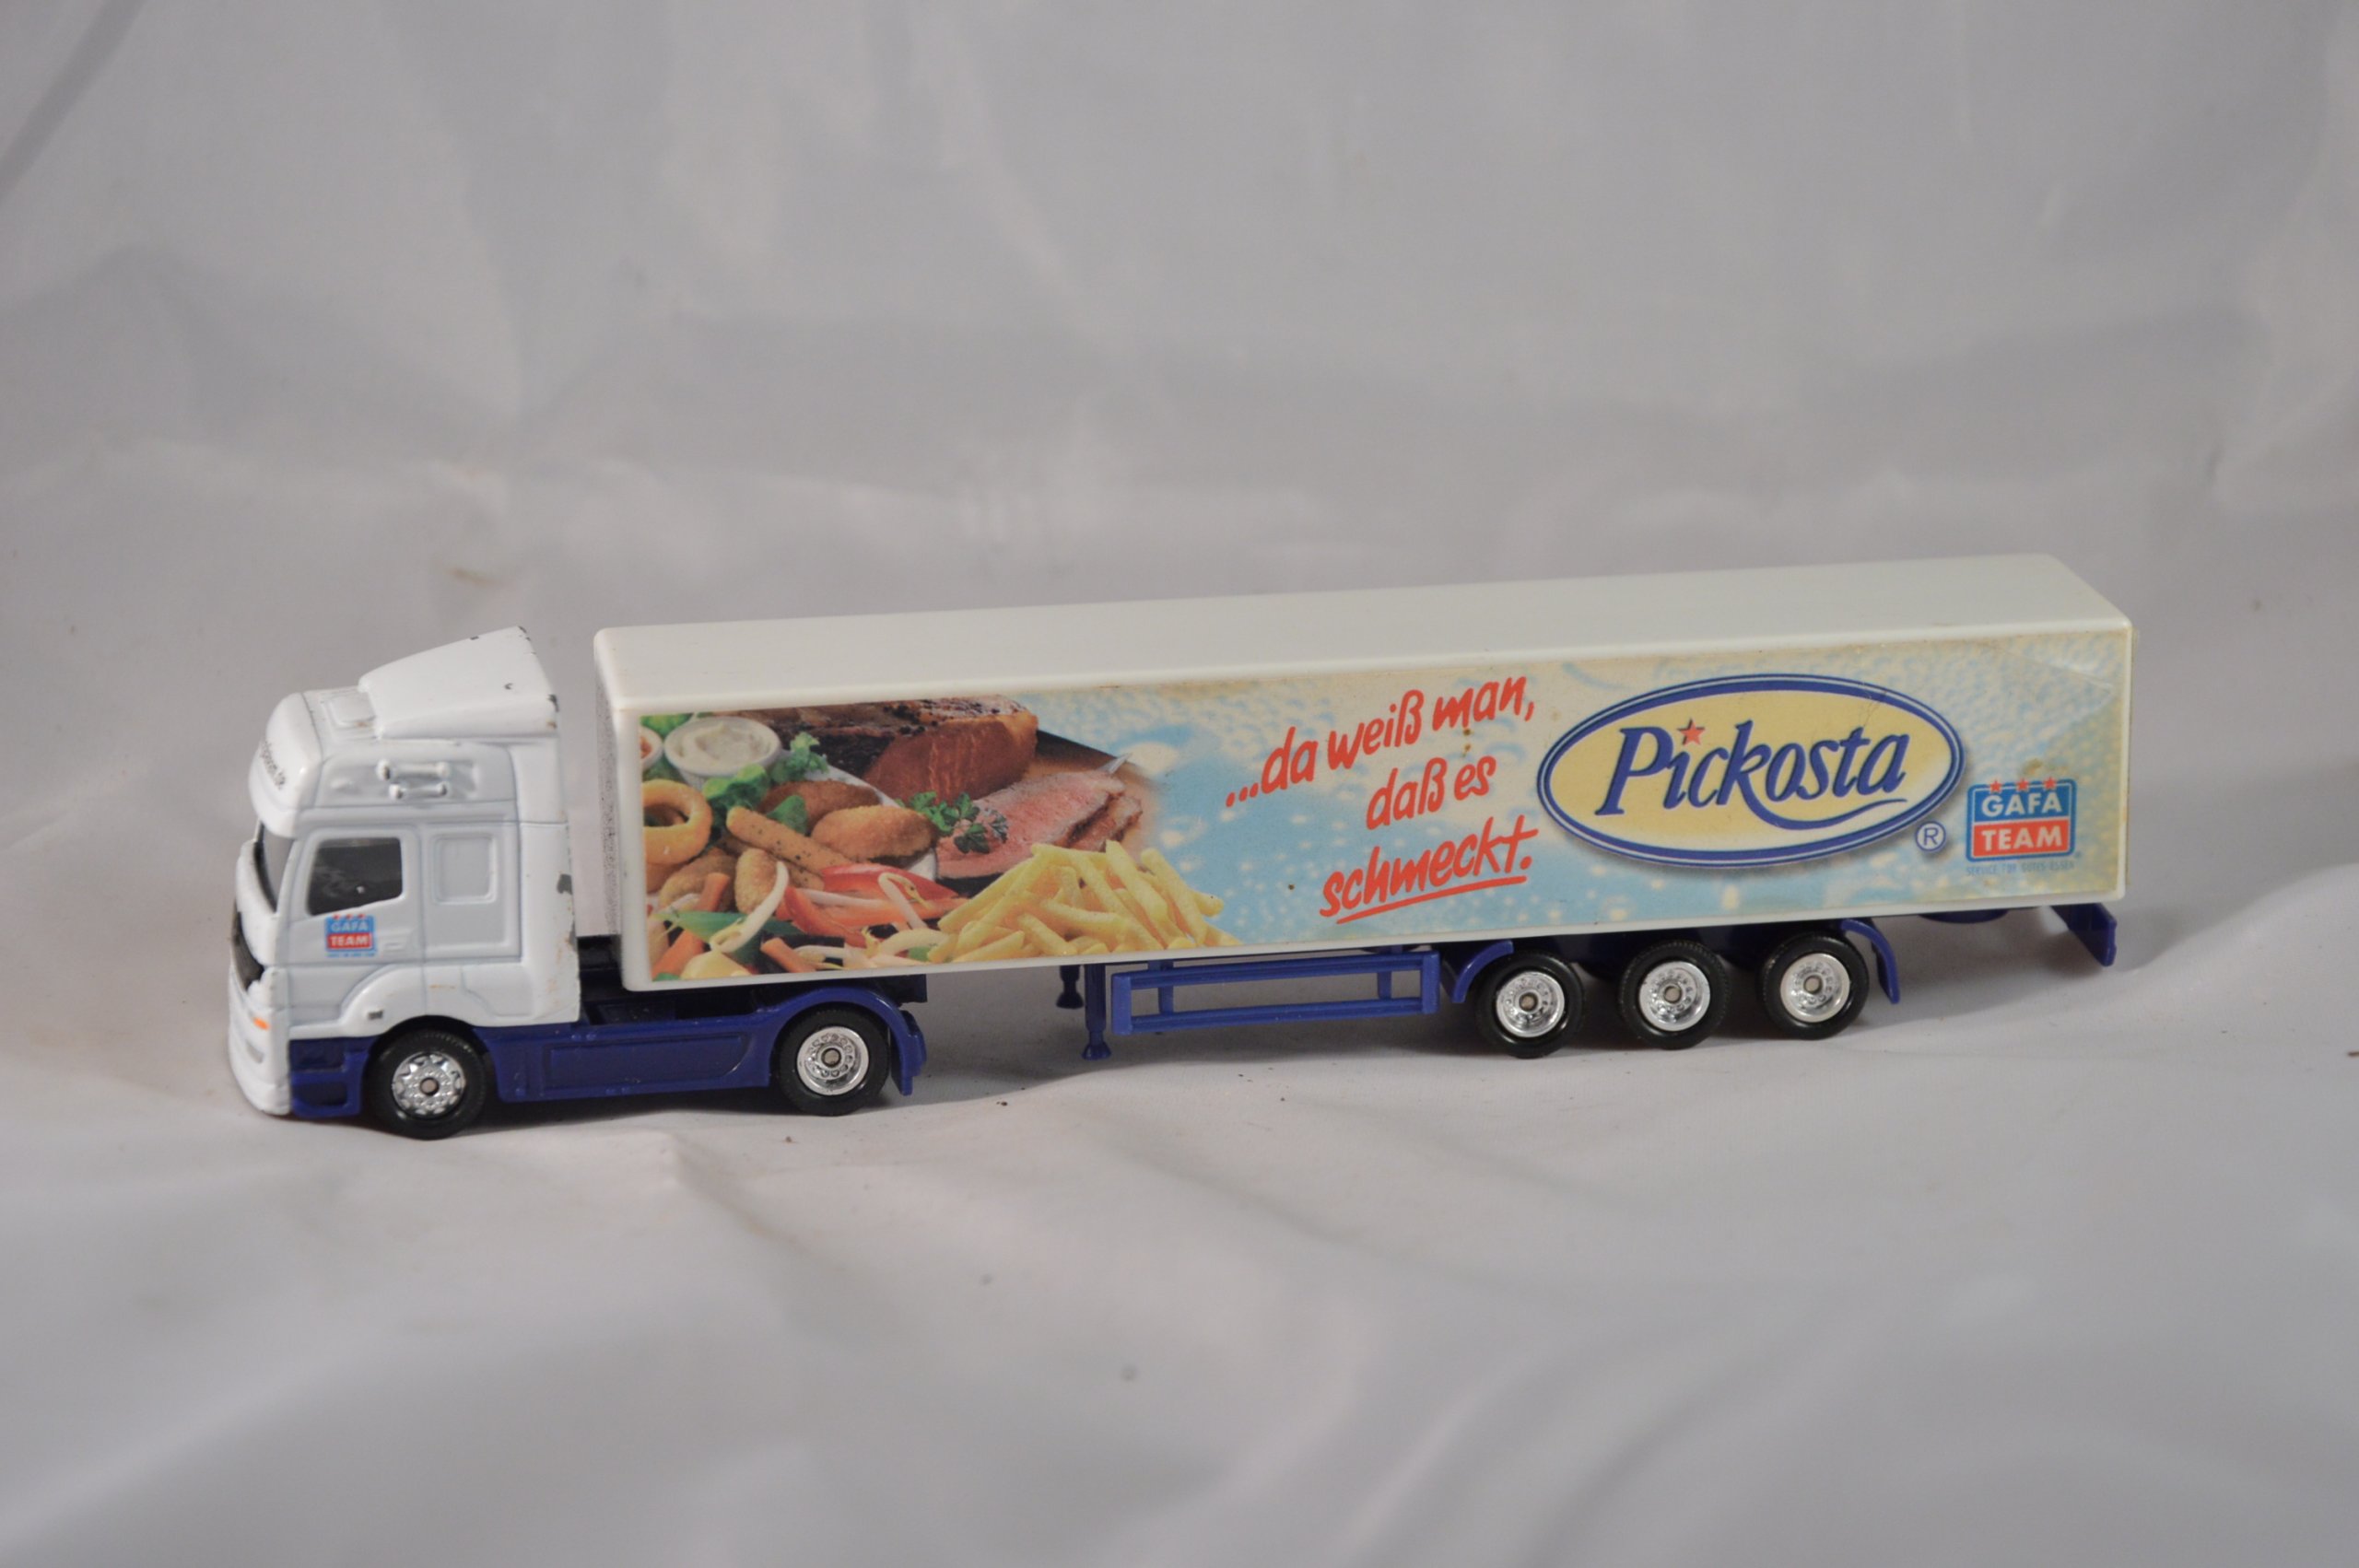 ...da weiß man,
daß es
schmeckt.
Pickosta
®
GAFA
TEAM
GAFA
TEAM